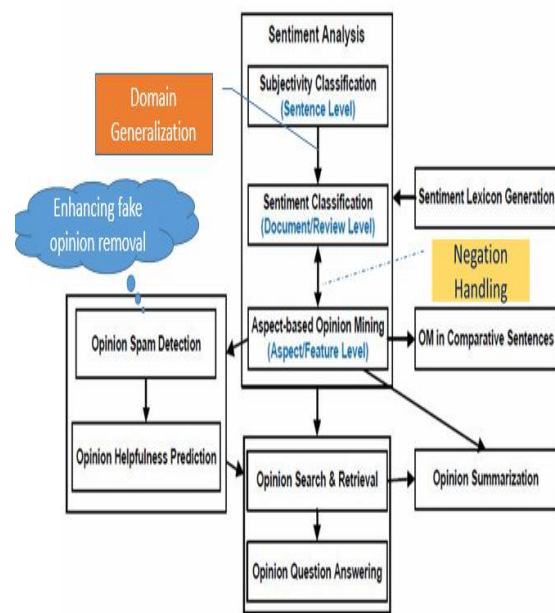 Sentiment Analysis
Subjectivity Classification
(Sentence Level)
Domain
Generalization
Sentiment Classification
(Document/Review Level)
Sentiment Lexicon Generation
Enhancing fake
opinion removal
Negation
Handling
Aspect-based Opinion Mining
(Aspect/Feature Level)
OM in Comparative Sentences
Opinion Spam Detection
Opinion Helpfulness Prediction
Opinion Search & Retrieval
Opinion Summarization
Opinion Question Answering